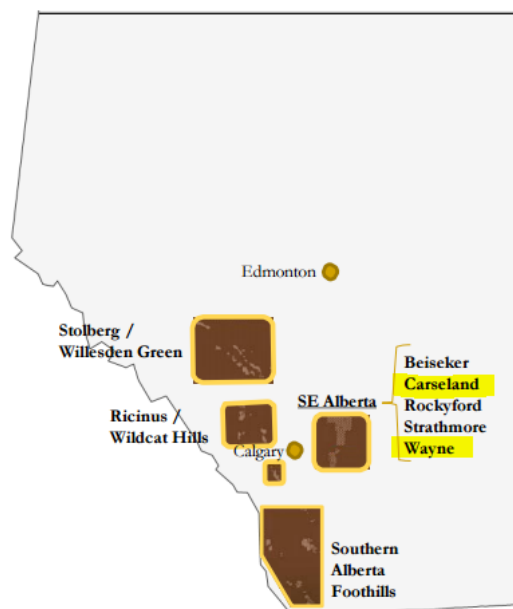 Edmonton
Stolberg /
Willesden Green
SE Alberta
Beiseker
Carseland
Rockyford
Strathmore
Wayne
Ricinus /
Wildcat Hills
Calgary
Southern
Alberta
Foothills